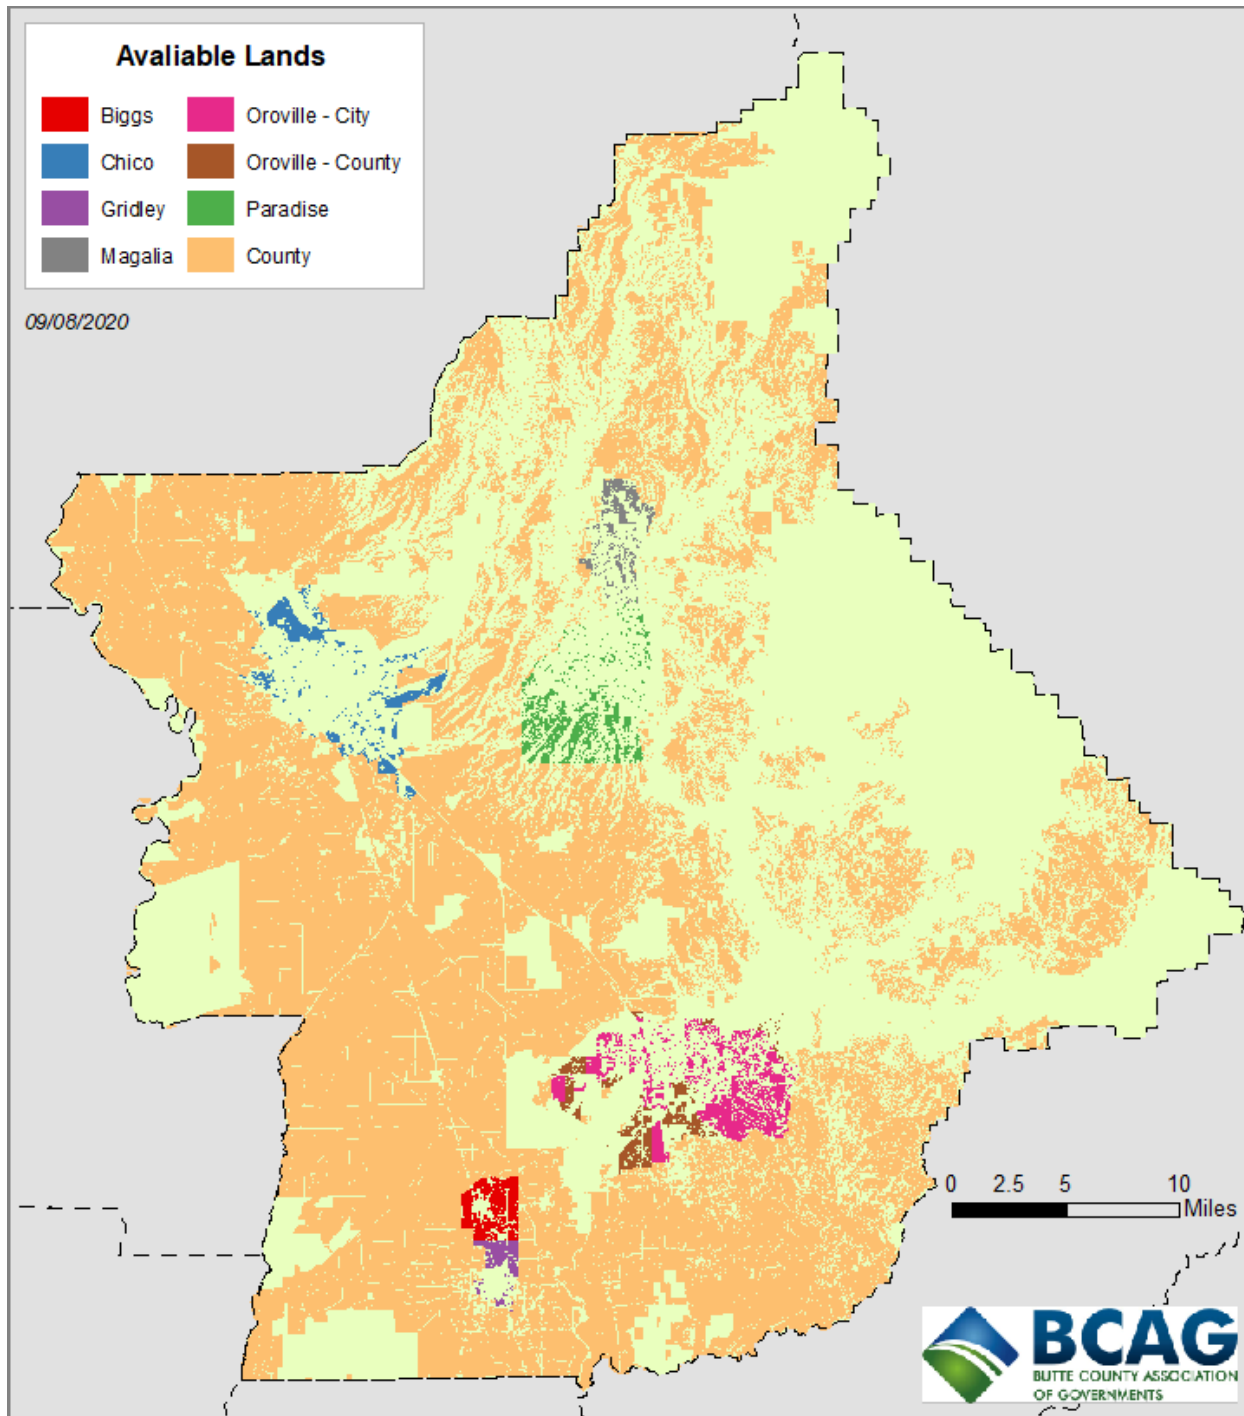 Avaliable Lands
Biggs
Oroville - City
Chico
Oroville - County
Gridley
Paradise
Magalia
County
09/08/2020
0 2.5 5 10
Miles
BCAG
BUTTE COUNTY ASSOCIATION
OF GOVERNMENTS